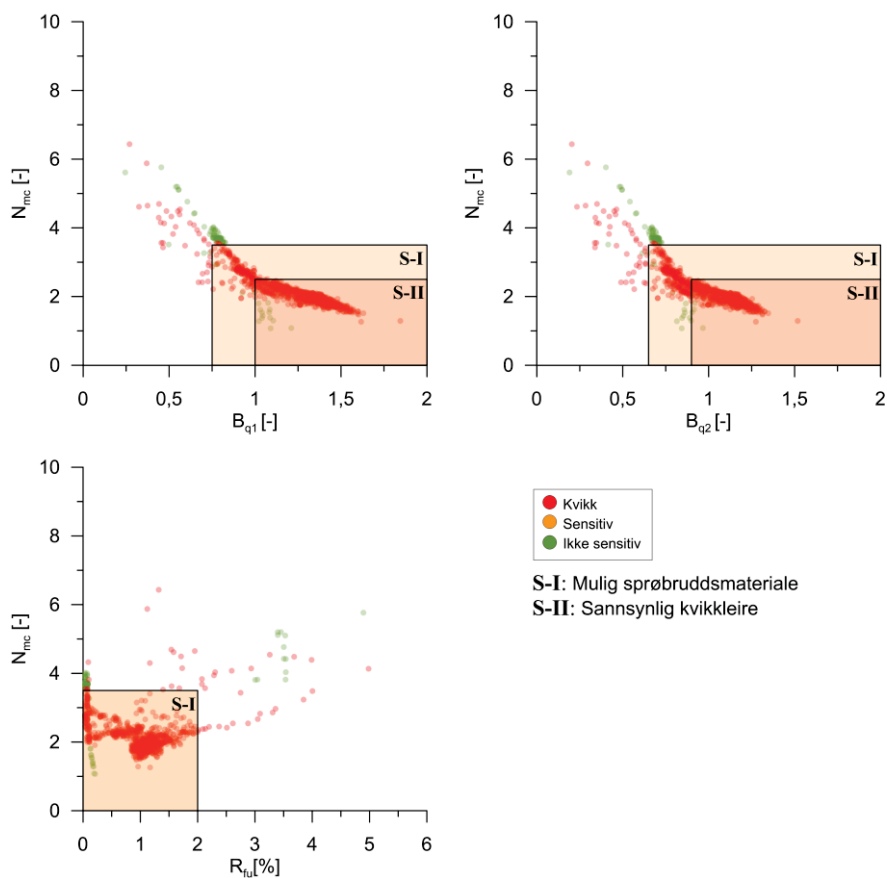 10
8
6
4
2
0
N_mc [-]
S-I
S-II
0 0,5 1 1,5 2
B_q1 [-]
10
8
6
4
2
0
N_mc [-]
S-I
S-II
0 0,5 1 1,5 2
B_q2 [-]
10
8
6
4
2
0
N_mc [-]
S-I
0 1 2 3 4 5 6
R_fu [%]
Kvikk
Sensitiv
Ikke sensitiv
S-I: Mulig sprøbruddsmateriale
S-II: Sannsynlig kvikkleire